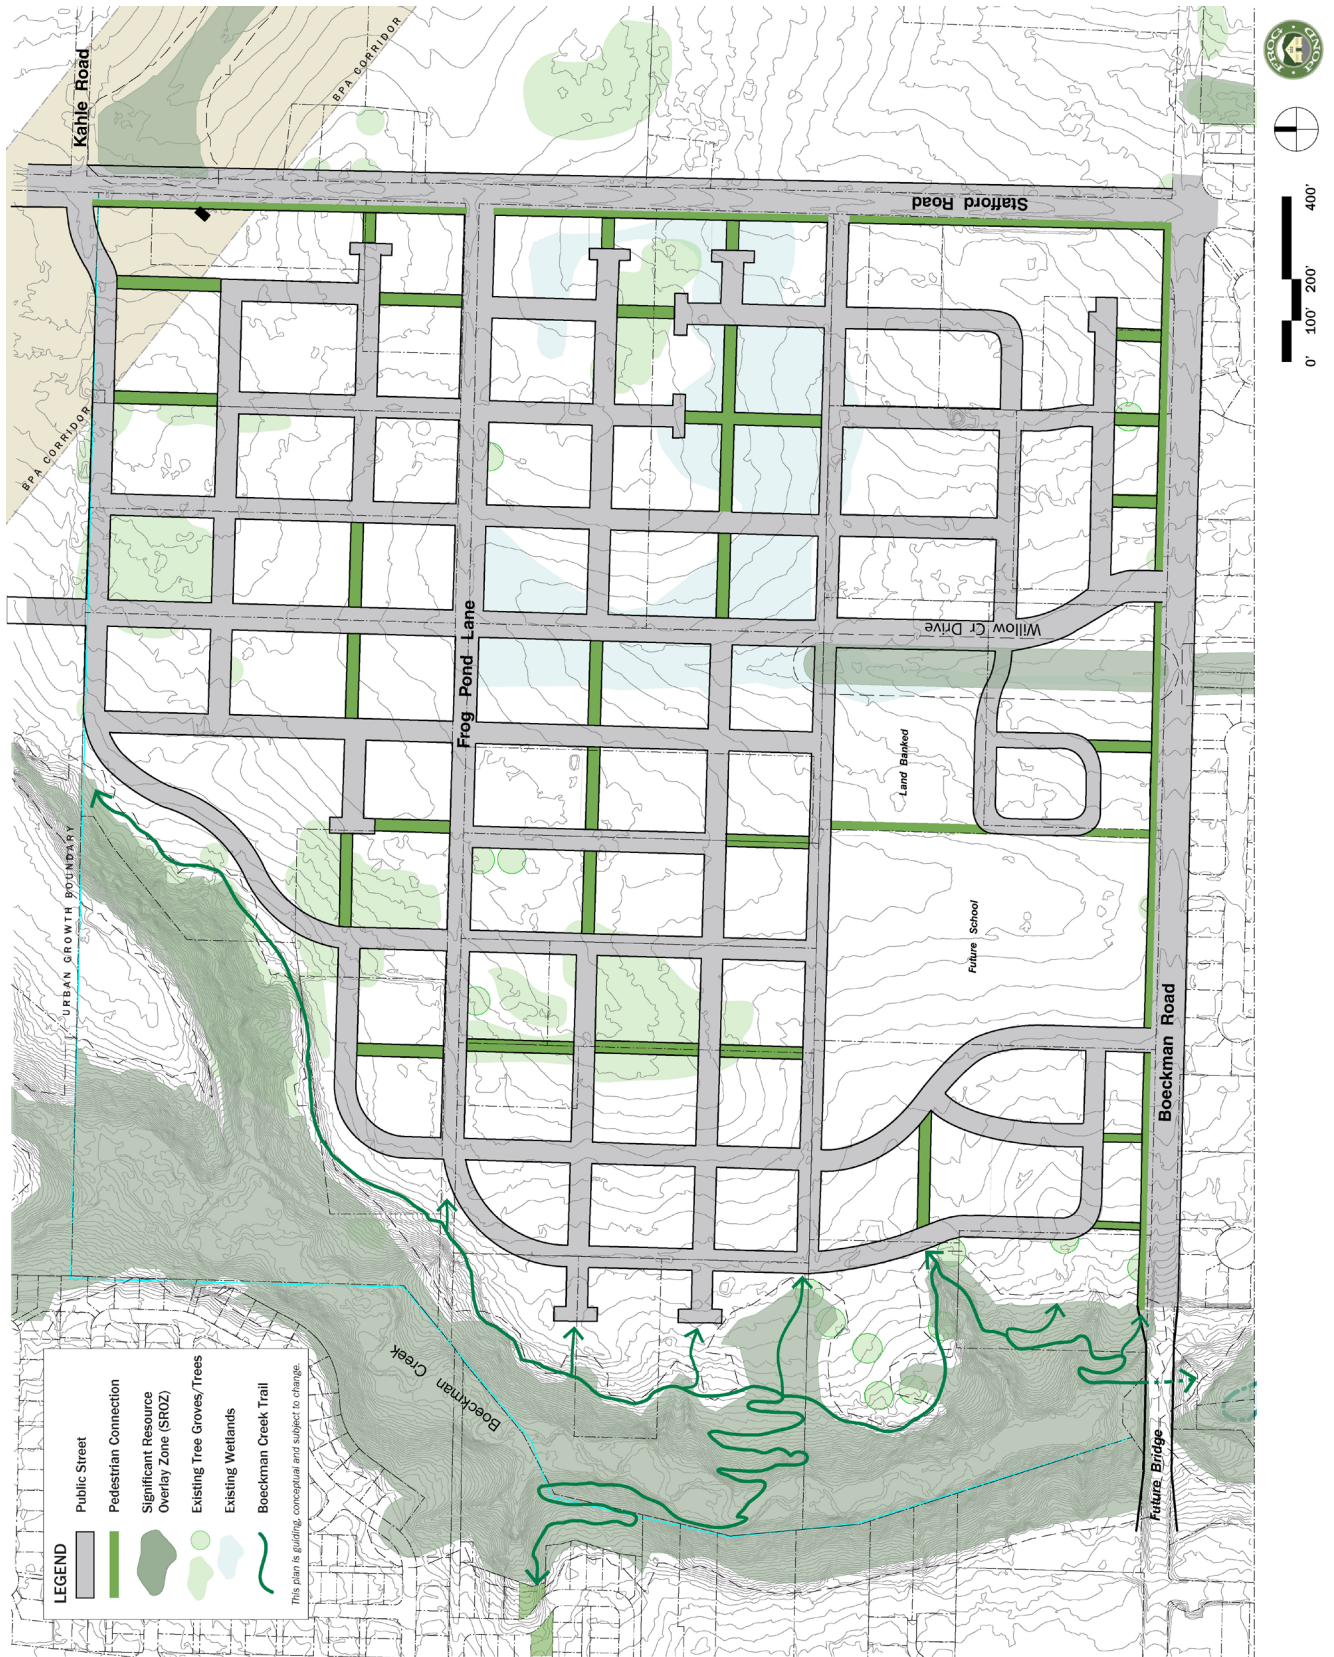 Kahle Road
BPA CORRIDOR
BPA CORRIDOR
Stafford Road
Frog Pond Lane
Willow Cr Drive
Land Banked
Future School
Boeckman Road
URBAN GROWTH BOUNDARY
Boeckman Creek
Future Bridge
LEGEND
Public Street
Pedestrian Connection
Significant Resource
Overlay Zone (SROZ)
Existing Tree Groves/Trees
Existing Wetlands
Boeckman Creek Trail
This plan is guiding, conceptual and subject to change.
FROG
POND
0' 100' 200' 400'